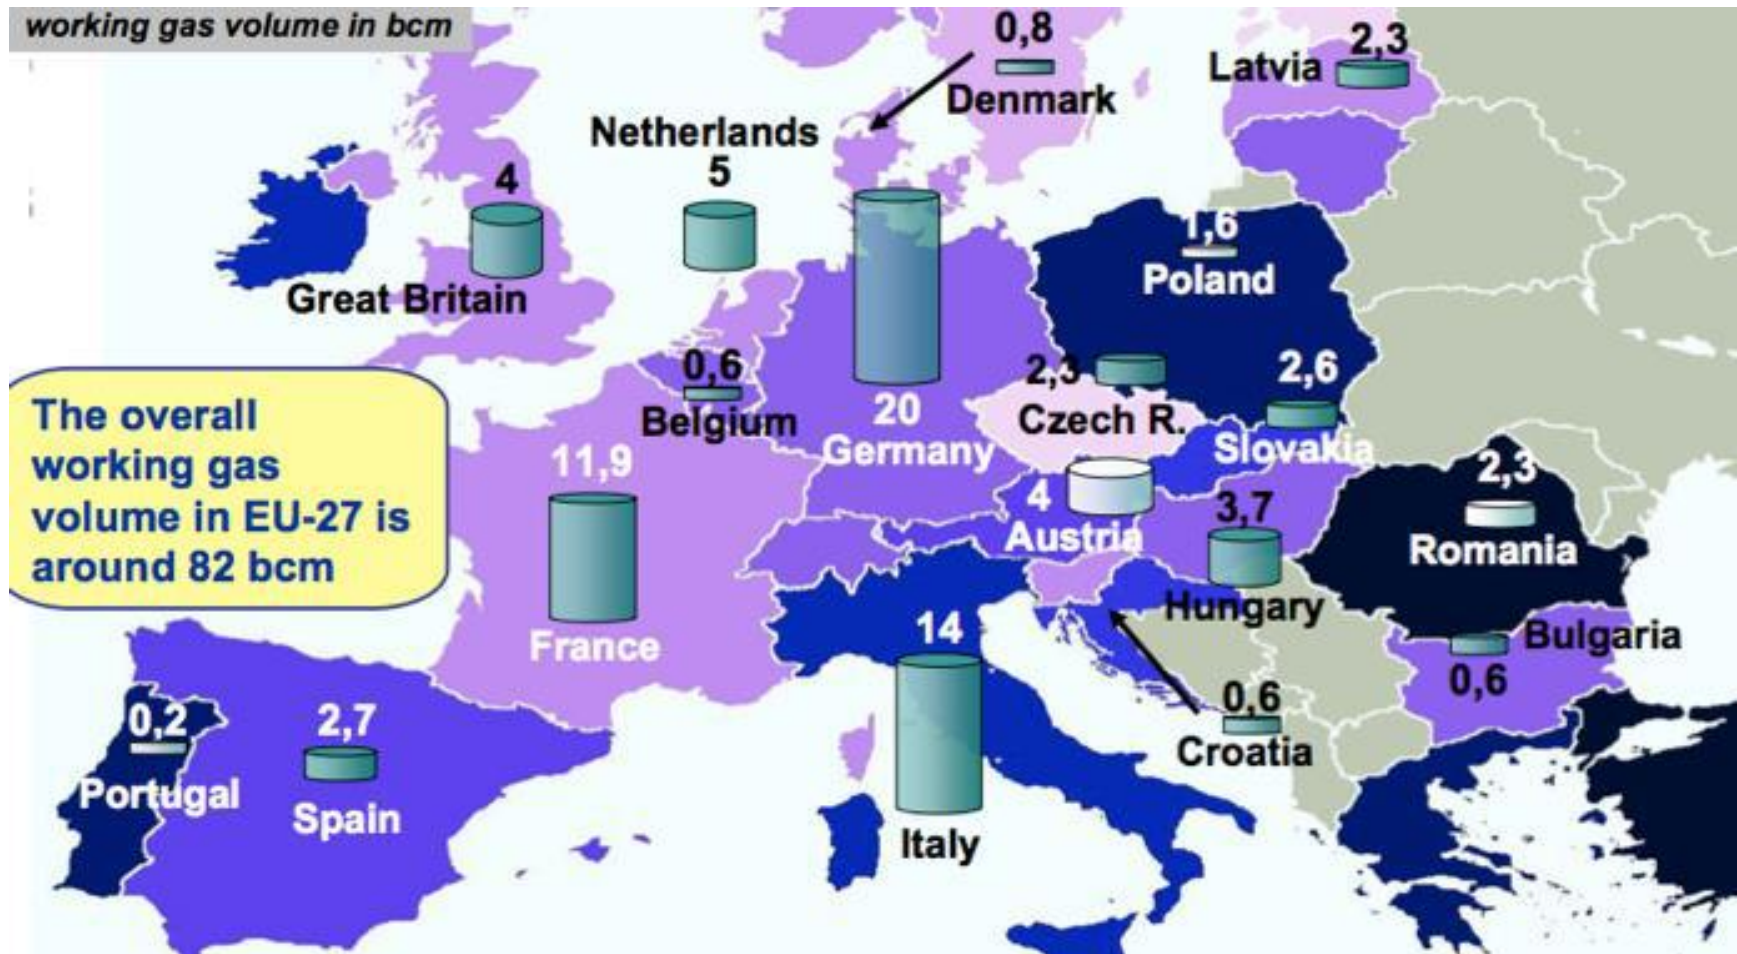 working gas volume in bcm
0,8
Denmark
2,3
Latvia
Netherlands
5
4
Great Britain
1,6
Poland
0,6
Belgium
20
Germany
2,3
Czech R.
2,6
Slovakia
The overall
working gas
volume in EU-27 is
around 82 bcm
11,9
France
4
Austria
3,7
Hungary
2,3
Romania
14
Italy
Bulgaria
0,6
0,6
Croatia
0,2
Portugal
2,7
Spain